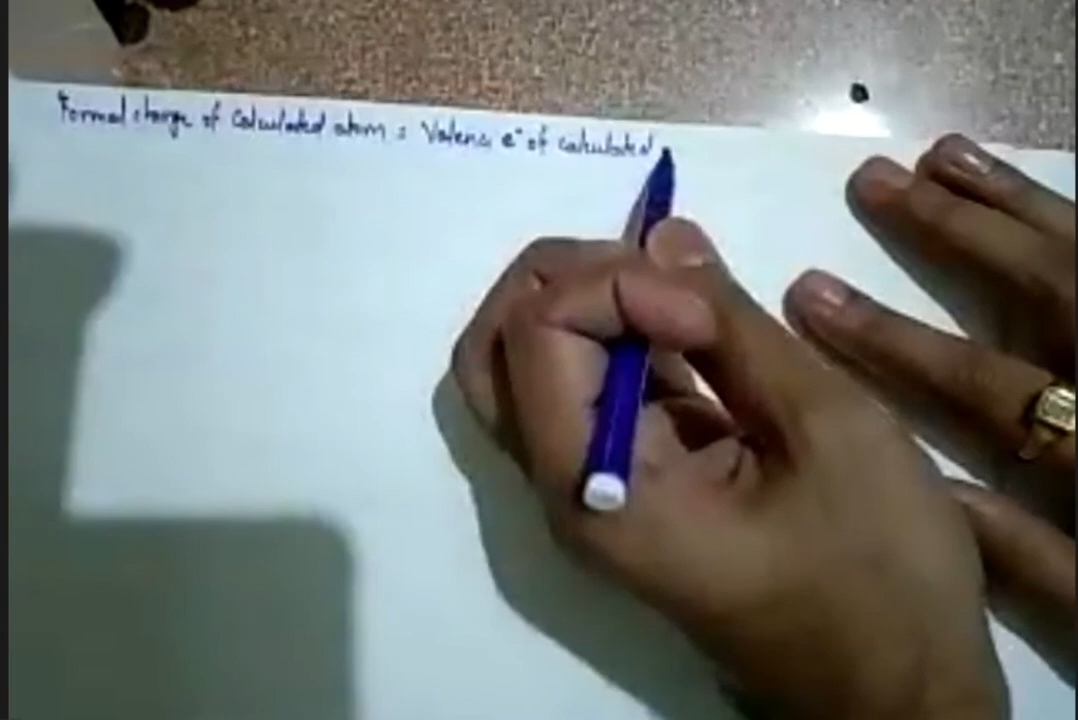 Formal charge of calculated atom = Valence e⁻ of calculated